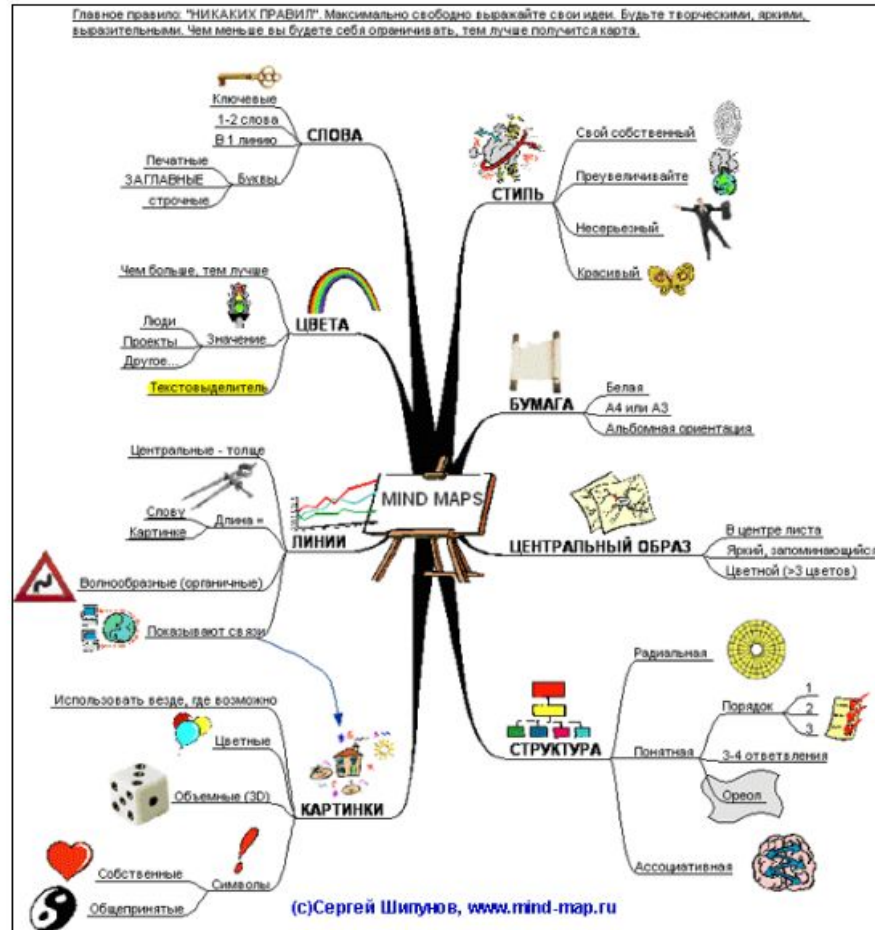 Главное правило: "НИКАКИХ ПРАВИЛ". Максимально свободно выражайте свои идеи. Будьте творческими, яркими,
выразительными. Чем меньше вы будете себя ограничивать, тем лучше получится карта.
Ключевые
1-2 слова
В 1 линию
Печатные
ЗАГЛАВНЫЕ
строчные
Буквы
СЛОВА
Чем больше, тем лучше
Люди
Проекты
Другое...
Значение
Текстовыделитель
ЦВЕТА
Центральные - толще
Слову
Картинке
Длина =
Волнообразные (органичные)
Показывают связи
ЛИНИИ
Использовать везде, где возможно
Цветные
Объемные (3D)
Собственные
Общепринятые
Символы
КАРТИНКИ
MIND MAPS
СТИЛЬ
Свой собственный
Преувеличивайте
Несерьезный
Красивый
БУМАГА
Белая
А4 или А3
Альбомная ориентация
ЦЕНТРАЛЬНЫЙ ОБРАЗ
В центре листа
Яркий, запоминающийся
Цветной (>3 цветов)
СТРУКТУРА
Радиальная
Понятная
Порядок
1
2
3
3-4 ответвления
Ореол
Ассоциативная
(c)Сергей Шипунов, www.mind-map.ru